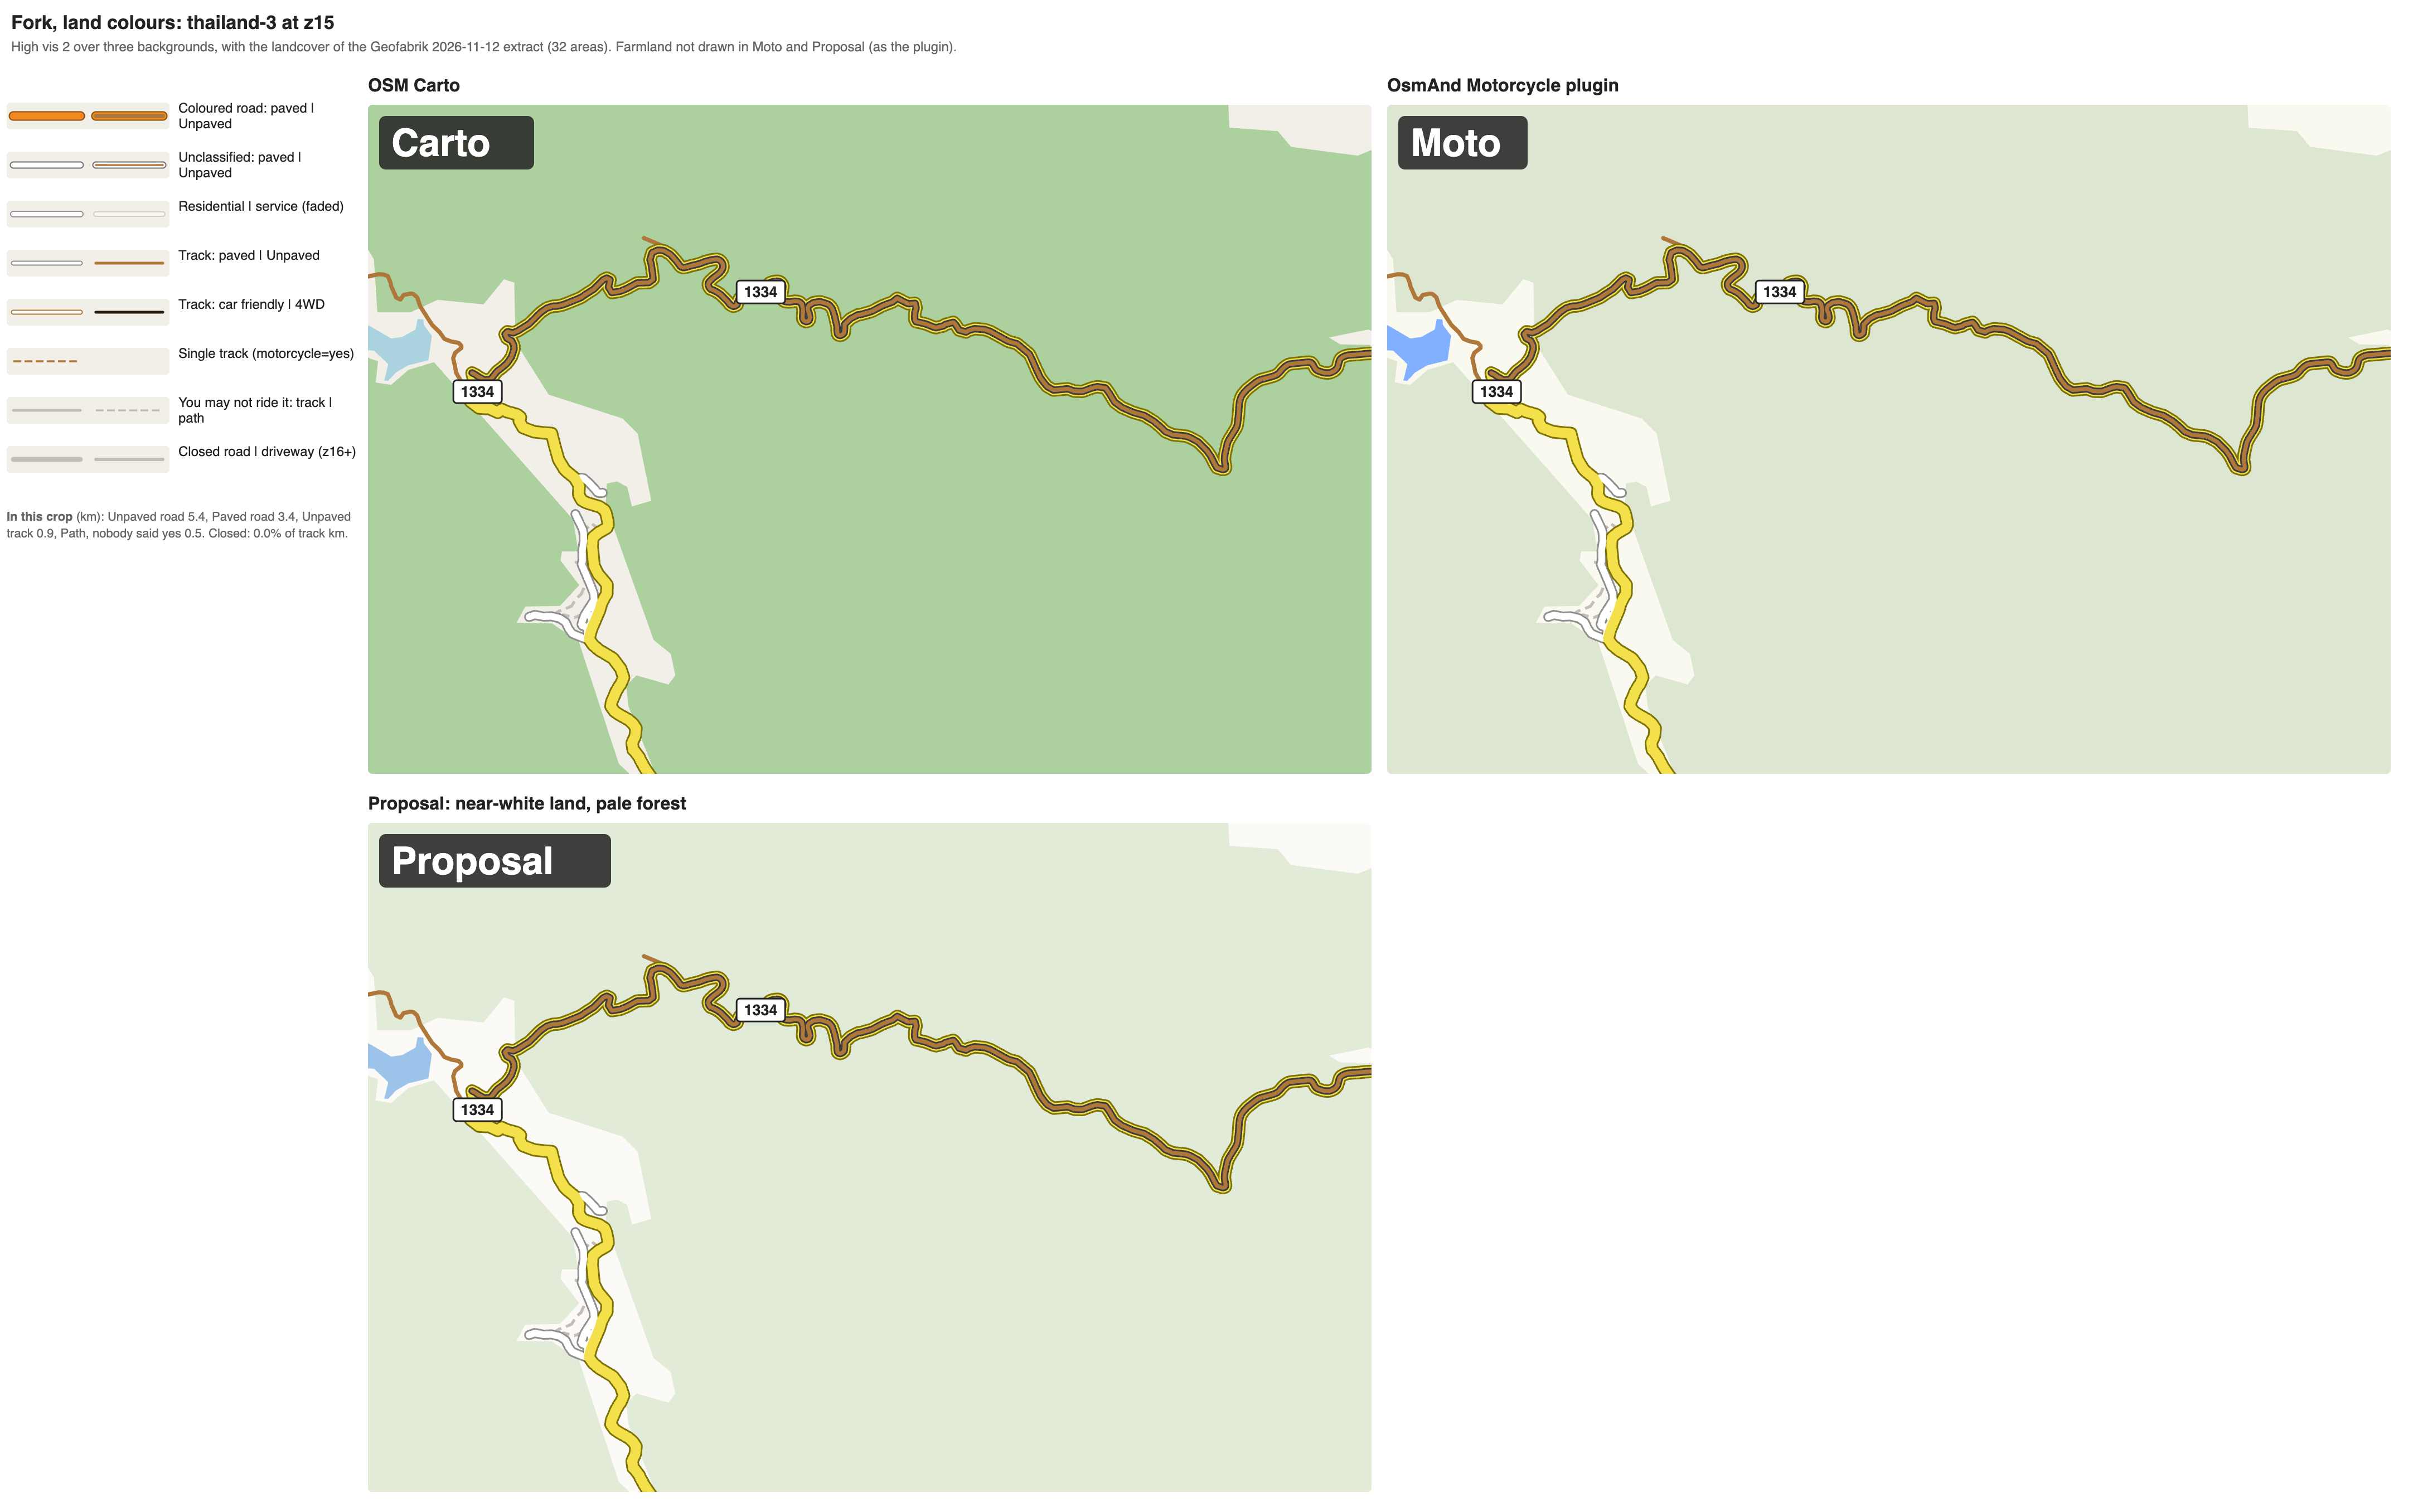 Fork, land colours: thailand-3 at z15
High vis 2 over three backgrounds, with the landcover of the Geofabrik 2026-11-12 extract (32 areas). Farmland not drawn in Moto and Proposal (as the plugin).
Coloured road: paved |
Unpaved
Unclassified: paved |
Unpaved
Residential | service (faded)
Track: paved | Unpaved
Track: car friendly | 4WD
Single track (motorcycle=yes)
You may not ride it: track |
path
Closed road | driveway (z16+)
In this crop (km): Unpaved road 5.4, Paved road 3.4, Unpaved
track 0.9, Path, nobody said yes 0.5. Closed: 0.0% of track km.
OSM Carto
Carto
1334
1334
OsmAnd Motorcycle plugin
Moto
1334
1334
Proposal: near-white land, pale forest
Proposal
1334
1334